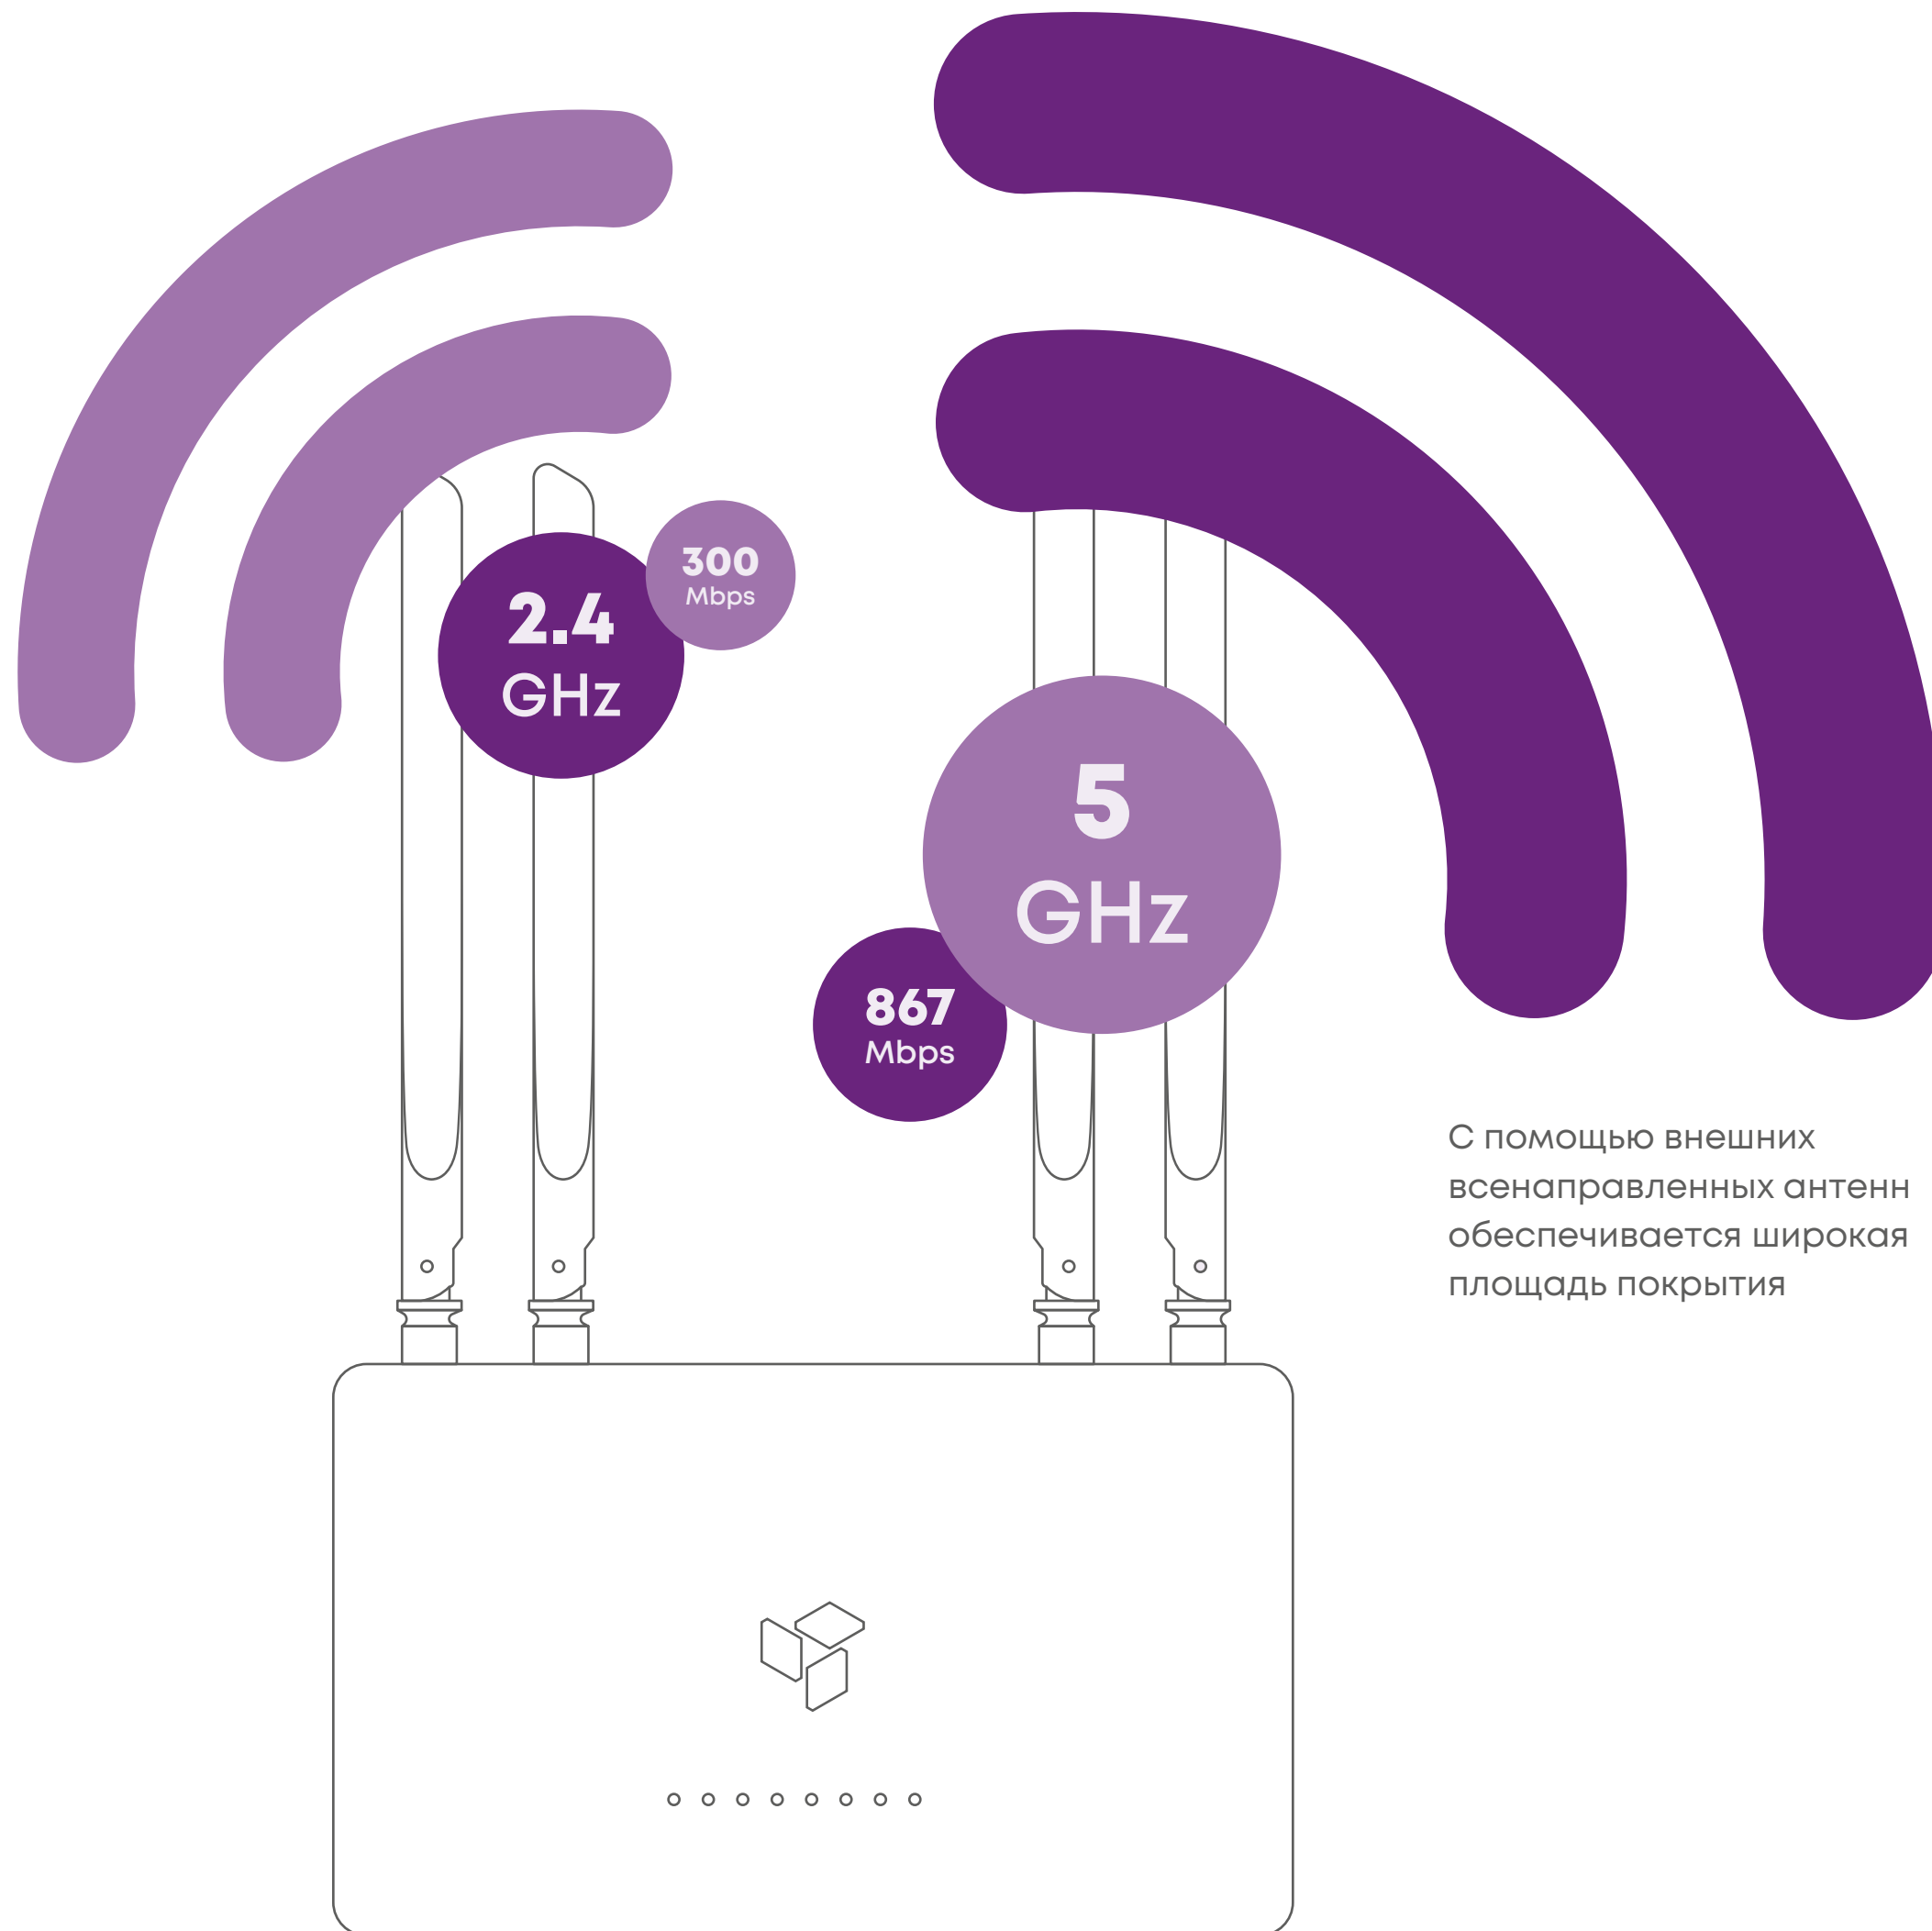 300
Mbps
2.4
GHz
5
GHz
867
Mbps
С помощью внешних
всенаправленных антенн
обеспечивается широкая
площадь покрытия